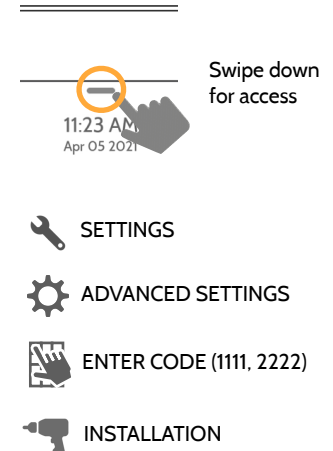 Swipe down
for access
11:23 AM
Apr 05 2021
SETTINGS
ADVANCED SETTINGS
ENTER CODE (1111, 2222)
INSTALLATION